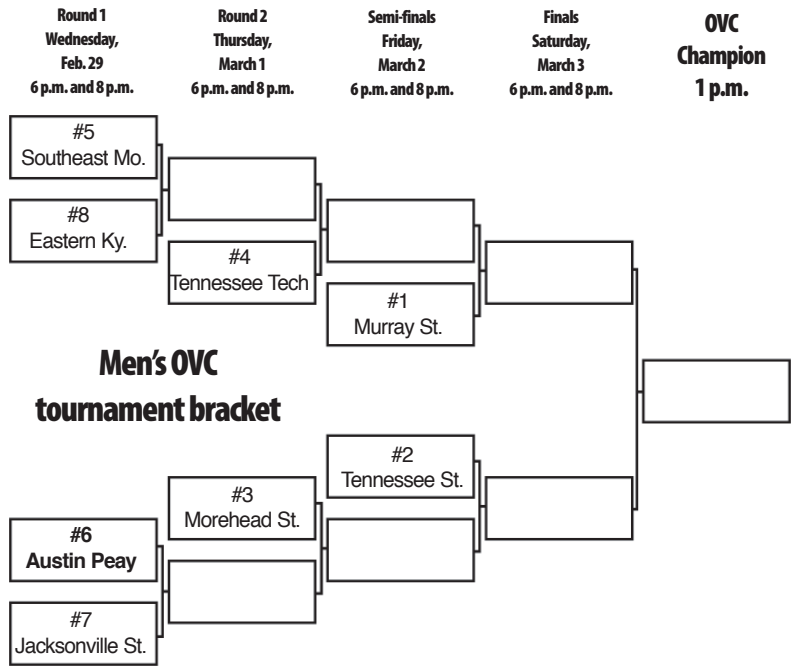 Round 1
Wednesday,
Feb. 29
6 p.m. and 8 p.m.
Round 2
Thursday,
March 1
6 p.m. and 8 p.m.
Semi-finals
Friday,
March 2
6 p.m. and 8 p.m.
Finals
Saturday,
March 3
6 p.m. and 8 p.m.
OVC
Champion
1 p.m.
#5
Southeast Mo.
#8
Eastern Ky.
#4
Tennessee Tech
#1
Murray St.
Men's OVC
tournament bracket
#2
Tennessee St.
#3
Morehead St.
#6
Austin Peay
#7
Jacksonville St.